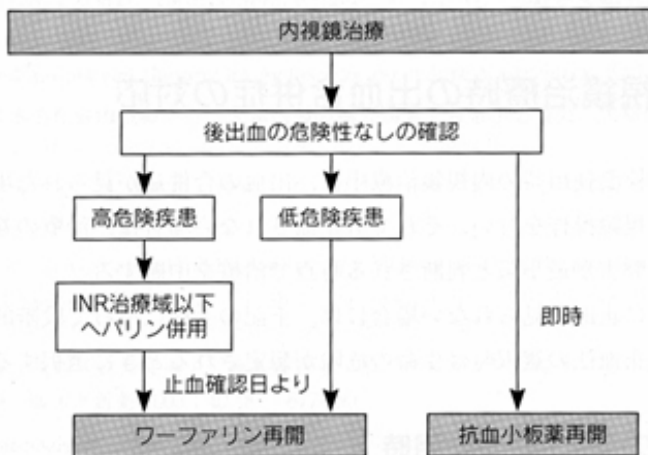 内視鏡治療
後出血の危険性なしの確認
高危険疾患
低危険疾患
INR治療域以下
ヘパリン併用
即時
止血確認日より
ワーファリン再開
抗血小板薬再開